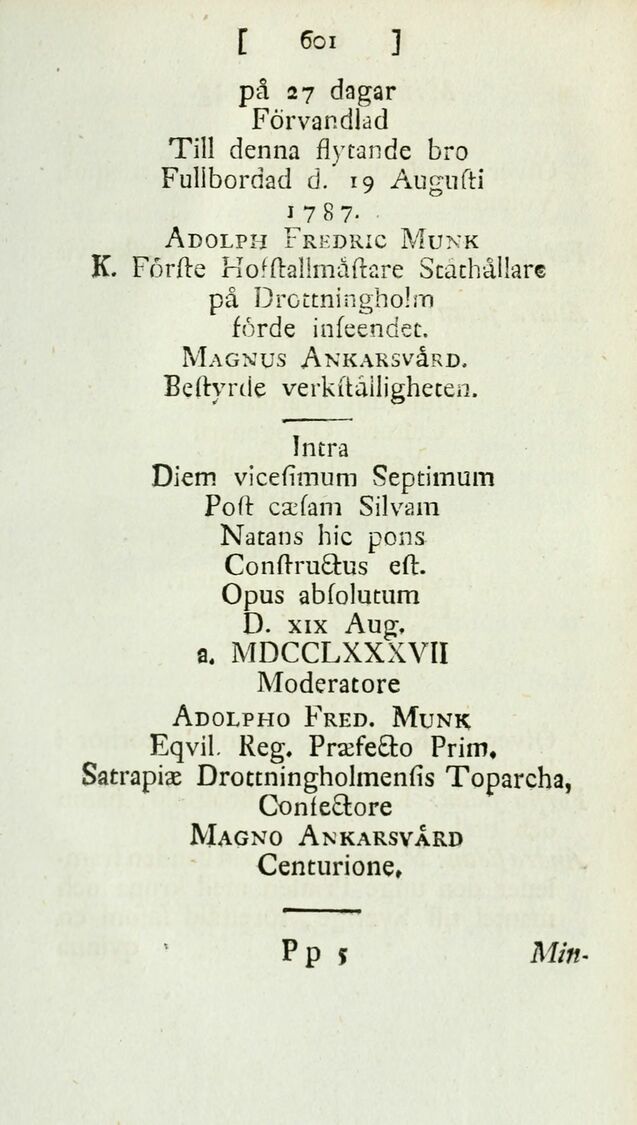 [ 601 ]
på 27 dagar
Förvandlad
Till denna flytande bro
Fullbordad d. 19 Auguſti
1787.
ADOLPH FREDRIC MUNK
K. Förſte Hofſtallmäſtare Ståthållare
på Drottningholm
förde inſeendet.
MAGNUS ANKARSVÅRD.
Beſtyrde verkſtälligheten.
Intra
Diem viceſimum Septimum
Poſt cæſam Silvam
Natans hic pons
Conſtructus eſt.
Opus abſolutum
D. XIX Aug.
a. MDCCLXXXVII
Moderatore
ADOLPHO FRED. MUNK
Eqvil. Reg. Præfecto Prim.
Satrapiæ Drottningholmenſis Toparcha,
Conſectore
MAGNO ANKARSVÅRD
Centurione,
Pp 5 Min-